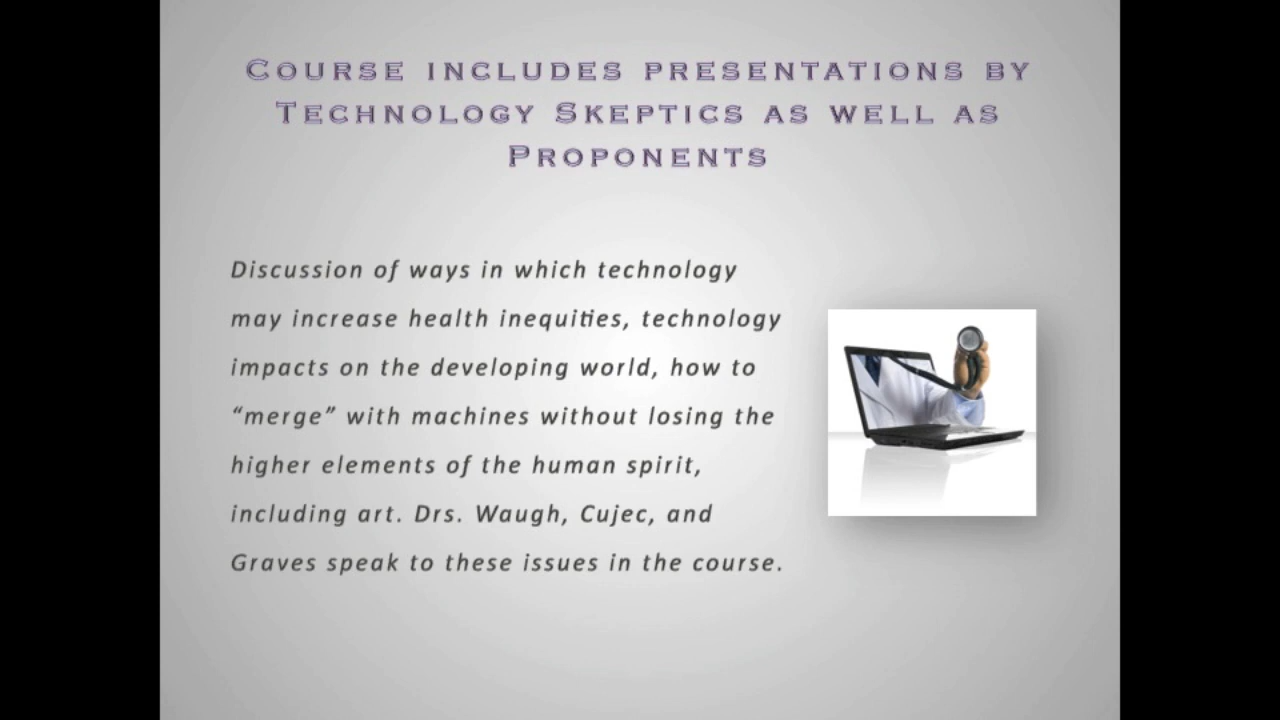 Course includes presentations by
Technology Skeptics as well as
Proponents
Discussion of ways in which technology
may increase health inequities, technology
impacts on the developing world, how to
“merge” with machines without losing the
higher elements of the human spirit,
including art. Drs. Waugh, Cujec, and
Graves speak to these issues in the course.